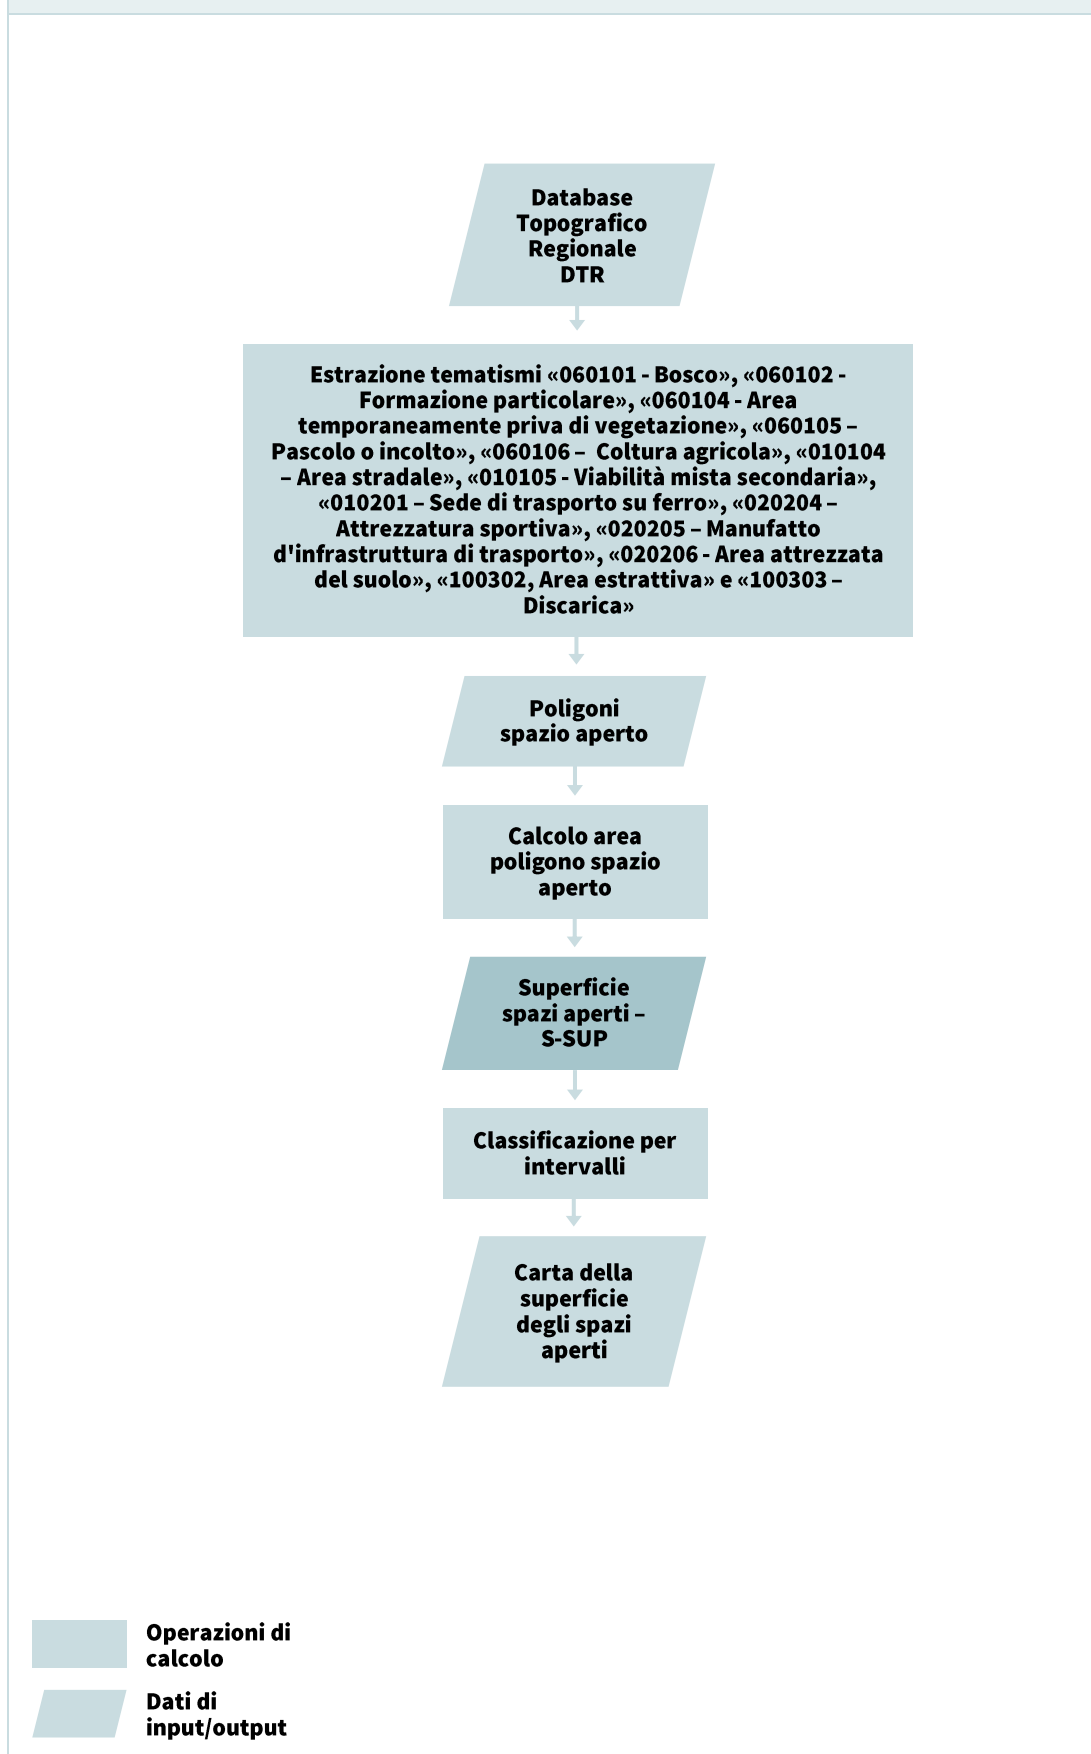 Database
Topografico
Regionale
DTR
Estrazione tematismi «060101 - Bosco», «060102 -
Formazione particolare», «060104 - Area
temporaneamente priva di vegetazione», «060105 –
Pascolo o incolto», «060106 –  Coltura agricola», «010104
– Area stradale», «010105 - Viabilità mista secondaria»,
«010201 – Sede di trasporto su ferro», «020204 –
Attrezzatura sportiva», «020205 – Manufatto
d'infrastruttura di trasporto», «020206 - Area attrezzata
del suolo», «100302, Area estrattiva» e «100303 –
Discarica»
Poligoni
spazio aperto
Calcolo area
poligono spazio
aperto
Superficie
spazi aperti –
S-SUP
Classificazione per
intervalli
Carta della
superficie
degli spazi
aperti
Operazioni di
calcolo
Dati di
input/output